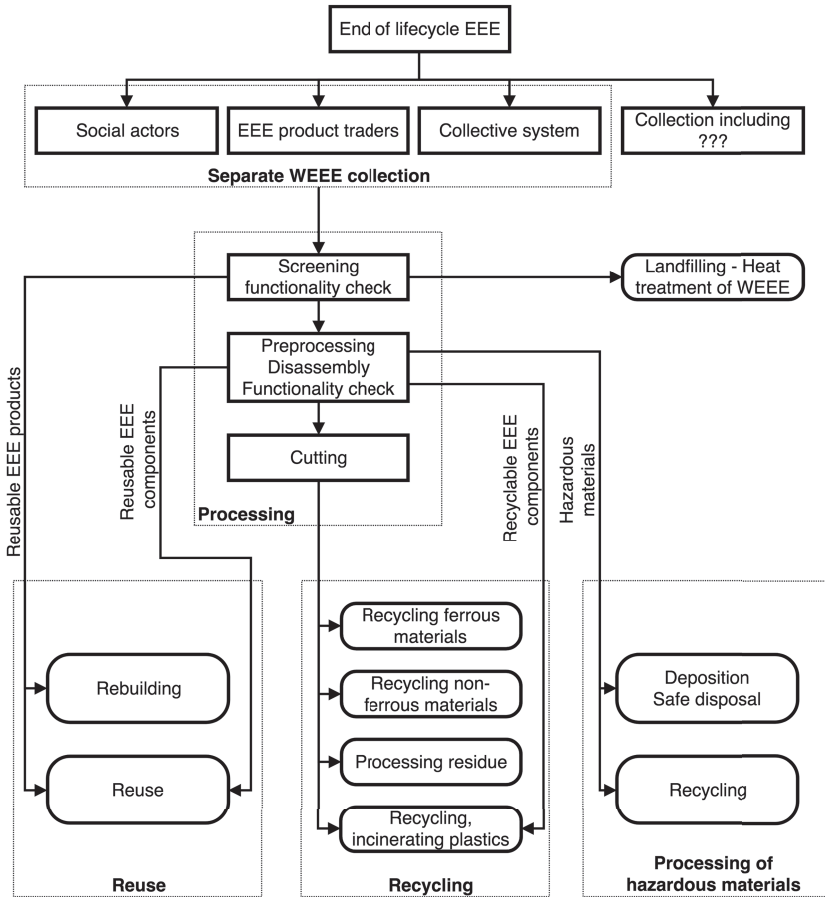 End of lifecycle EEE
Social actors
EEE product traders
Collective system
Collection including
???
Separate WEEE collection
Screening
functionality check
Landfilling - Heat
treatment of WEEE
Preprocessing
Disassembly
Functionality check
Cutting
Processing
Reusable EEE products
Reusable EEE
components
Recyclable EEE
components
Hazardous
materials
Rebuilding
Reuse
Reuse
Recycling ferrous
materials
Recycling non-
ferrous materials
Processing residue
Recycling,
incinerating plastics
Recycling
Deposition
Safe disposal
Recycling
Processing of
hazardous materials